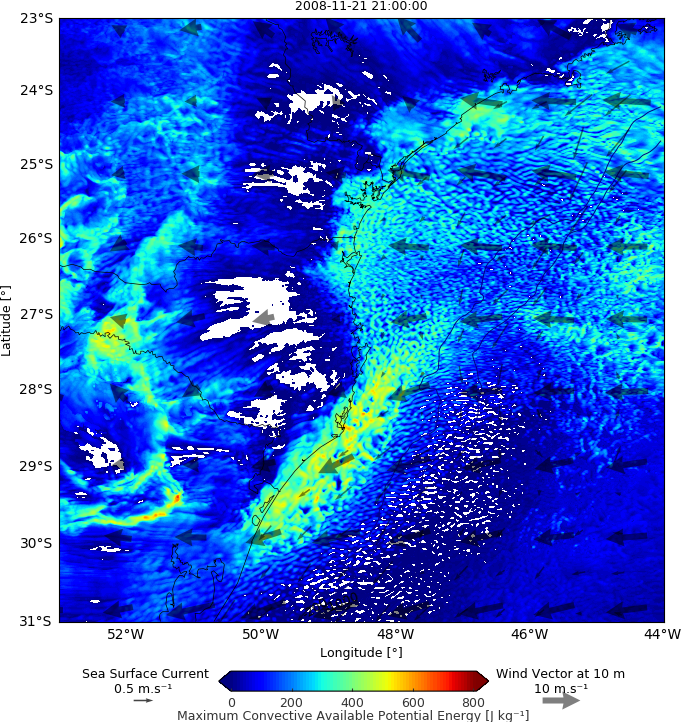 2008-11-21 21:00:00
23°S
24°S
25°S
26°S
27°S
28°S
29°S
30°S
31°S
Latitude [°]
52°W 50°W 48°W 46°W 44°W
Longitude [°]
Sea Surface Current
0.5 m.s⁻¹
Wind Vector at 10 m
10 m.s⁻¹
0 200 400 600 800
Maximum Convective Available Potential Energy [J kg⁻¹]